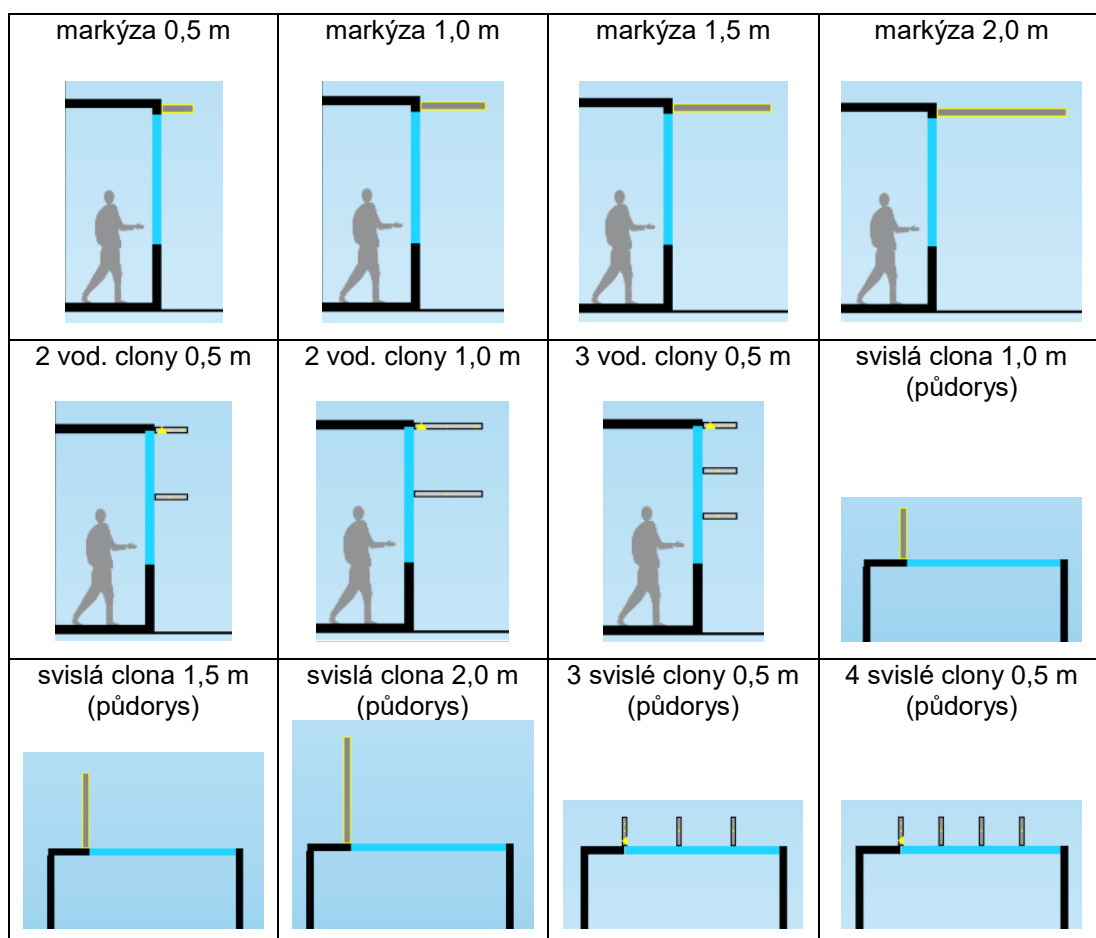 markýza 0,5 m
markýza 1,0 m
markýza 1,5 m
markýza 2,0 m
2 vod. clony 0,5 m
2 vod. clony 1,0 m
3 vod. clony 0,5 m
svislá clona 1,0 m
(půdorys)
svislá clona 1,5 m
(půdorys)
svislá clona 2,0 m
(půdorys)
3 svislé clony 0,5 m
(půdorys)
4 svislé clony 0,5 m
(půdorys)